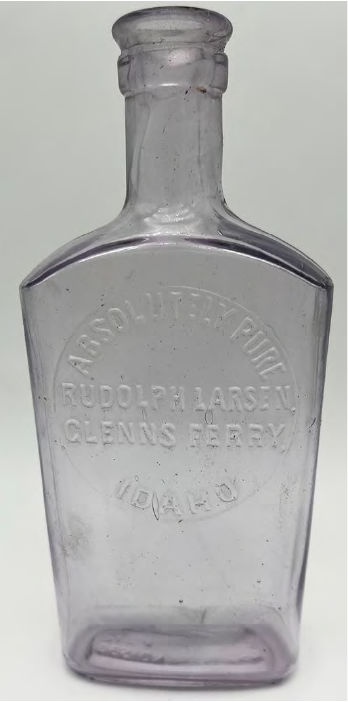 ABSOLUTELY PURE
RUDOLPH LARSEN,
GLENNS FERRY,
IDAHO